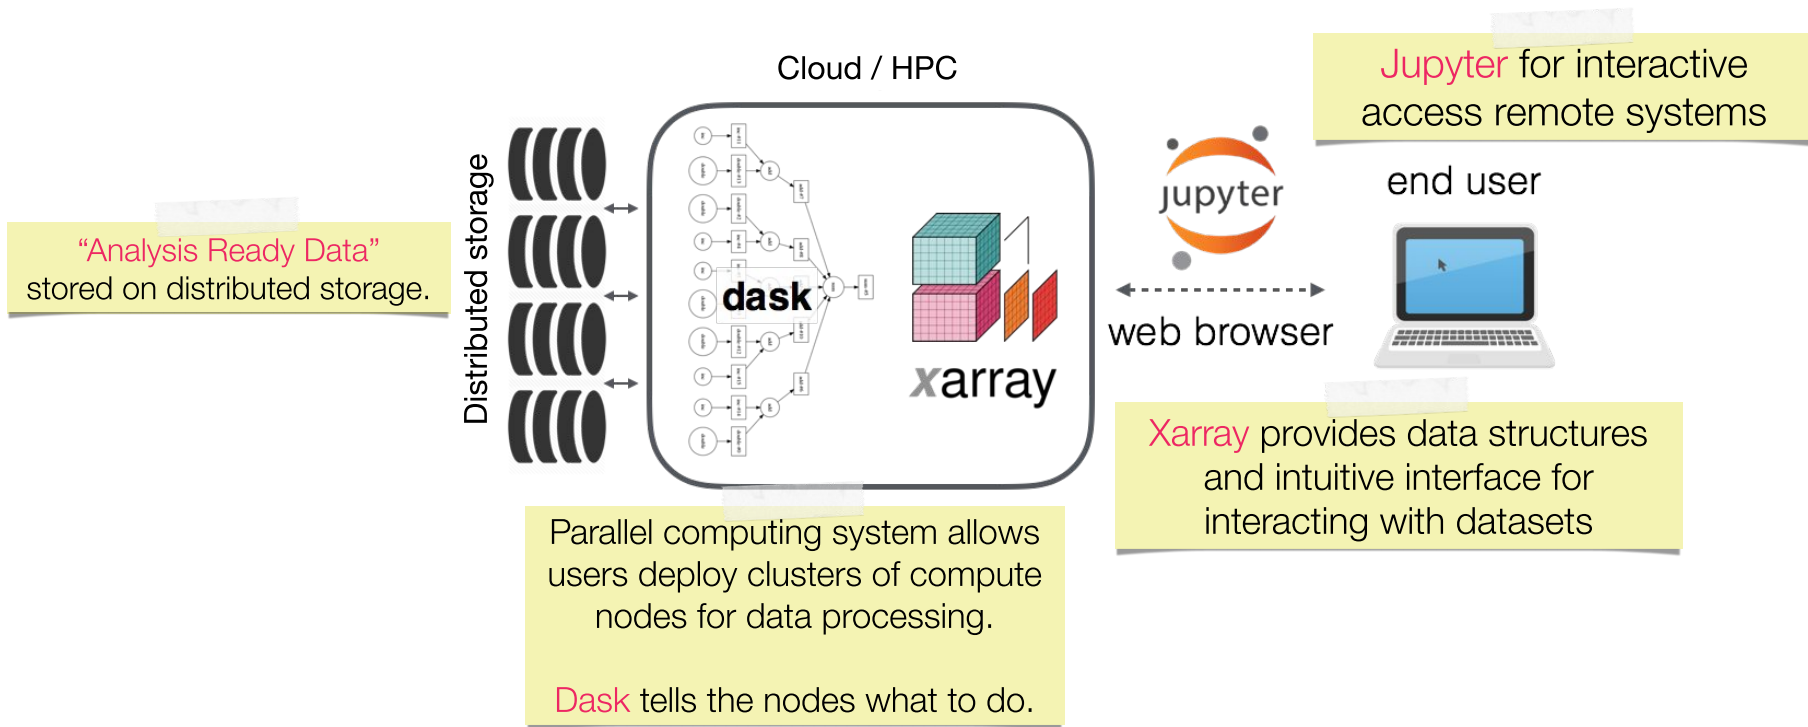 Cloud / HPC
Jupyter for interactive
access remote systems
“Analysis Ready Data”
stored on distributed storage.
Distributed storage
dask
xarray
jupyter
end user
web browser
Xarray provides data structures
and intuitive interface for
interacting with datasets
Parallel computing system allows
users deploy clusters of compute
nodes for data processing.
Dask tells the nodes what to do.